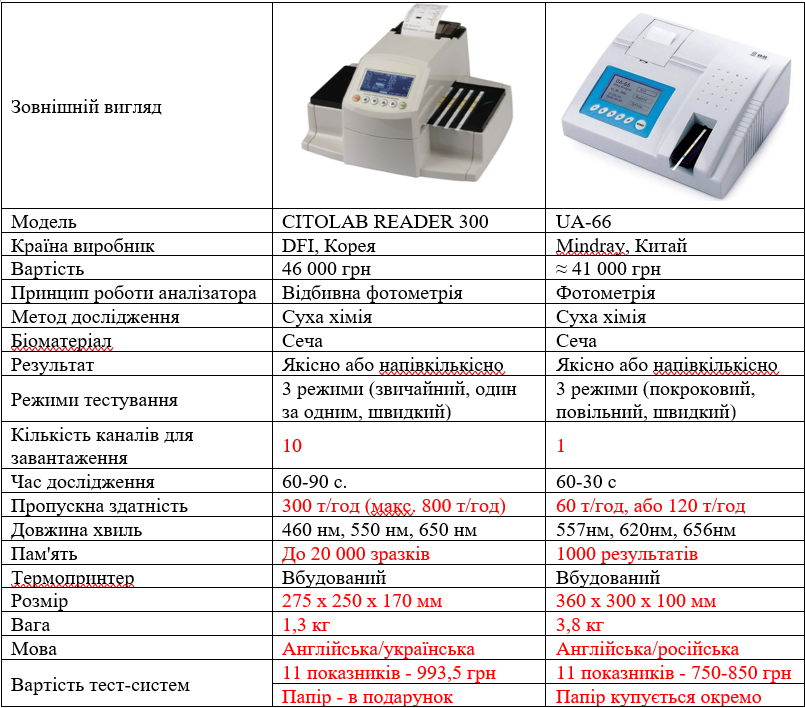 Зовнішній вигляд
UA-66
Модель
CITOLAB READER 300
UA-66
Країна виробник
DFI, Корея
Mindray, Китай
Вартість
46 000 грн
≈ 41 000 грн
Принцип роботи аналізатора
Відбивна фотометрія
Фотометрія
Метод дослідження
Суха хімія
Суха хімія
Біоматеріал
Сеча
Сеча
Результат
Якісно або напівкількісно
Якісно або напівкількісно
Режими тестування
3 режими (звичайний, один
за одним, швидкий)
3 режими (покроковий,
повільний, швидкий)
Кількість каналів для
завантаження
10
1
Час дослідження
60-90 с.
60-30 с
Пропускна здатність
300 т/год (макс. 800 т/год)
60 т/год, або 120 т/год
Довжина хвиль
460 нм, 550 нм, 650 нм
557нм, 620нм, 656нм
Пам'ять
До 20 000 зразків
1000 результатів
Термопринтер
Вбудований
Вбудований
Розмір
275 х 250 х 170 мм
360 х 300 х 100 мм
Вага
1,3 кг
3,8 кг
Мова
Англійська/українська
Англійська/російська
Вартість тест-систем
11 показників - 993,5 грн
11 показників - 750-850 грн
Папір - в подарунок
Папір купується окремо